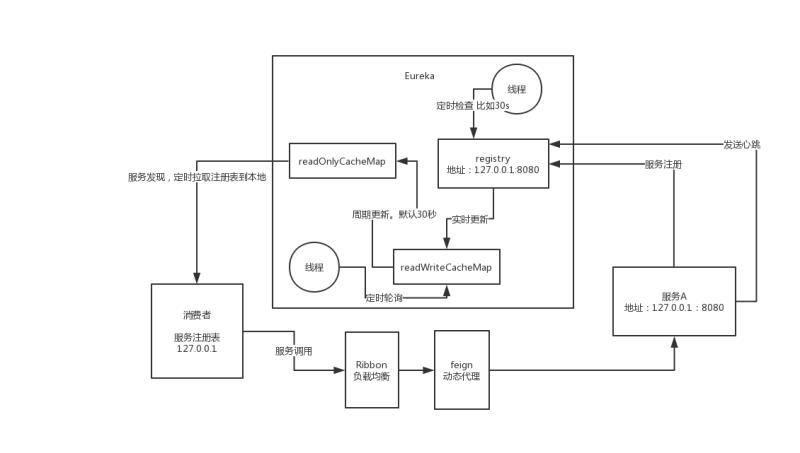 Eureka
线程
定时检查 比如30s
registry
地址：127.0.0.1:8080
发送心跳
服务注册
readOnlyCacheMap
服务发现，定时拉取注册表到本地
周期更新。默认30秒
实时更新
线程
readWriteCacheMap
定时轮询
服务A
地址：127.0.0.1：8080
消费者
服务注册表
127.0.0.1
服务调用
Ribbon
负载均衡
feign
动态代理